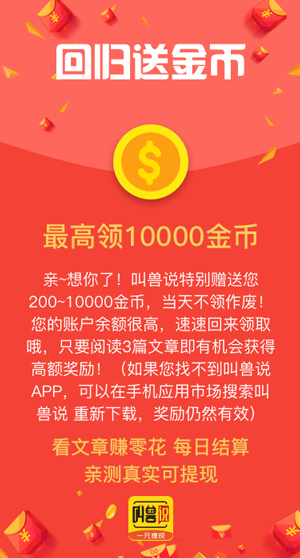 回归送金币
$
最高领10000金币
亲~想你了！叫兽说特别赠送您
200~10000金币，当天不领作废！
您的账户余额很高，速速回来领取
哦，只要阅读3篇文章即有机会获得
高额奖励！（如果您找不到叫兽说
APP，可以在手机应用市场搜索叫
兽说 重新下载，奖励仍然有效）
看文章赚零花 每日结算
亲测真实可提现
叫兽说
一元提现